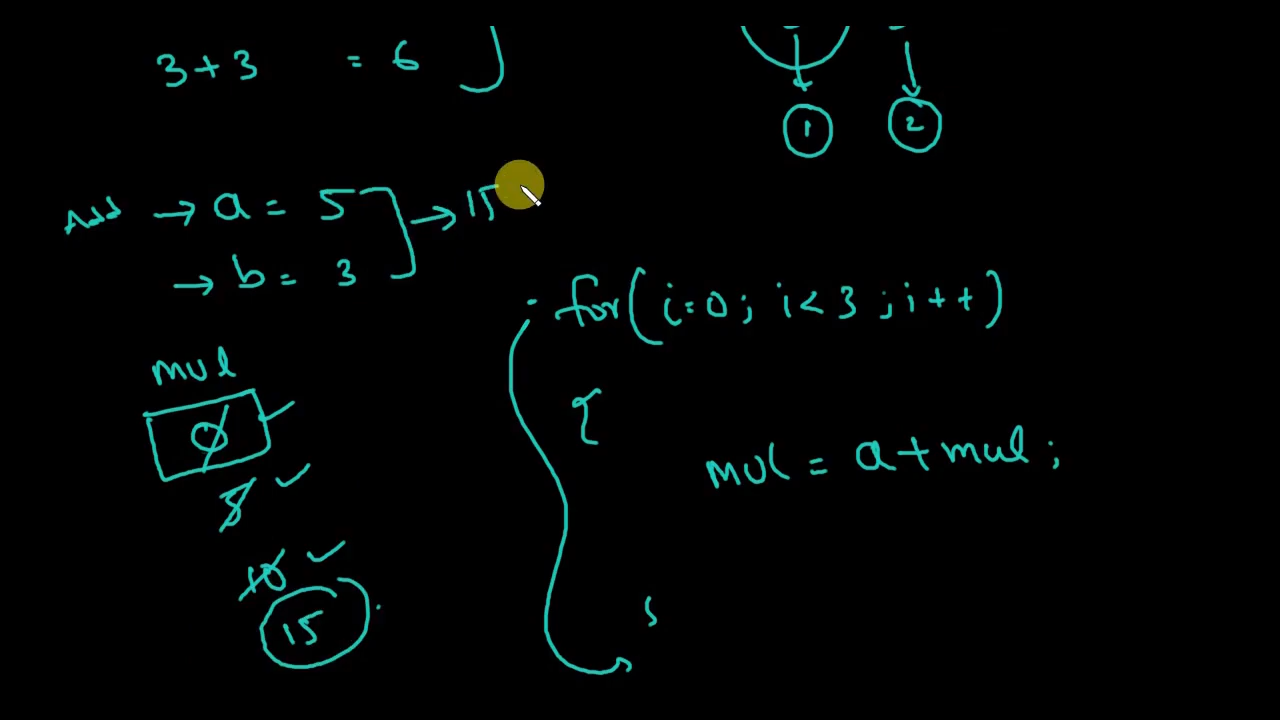 3+3 = 6
1 2
Add → a = 5 → 15
→ b = 3
for(i=0; i<3; i++)
mul
{
0
mul = a+mul;
5
10
15
}